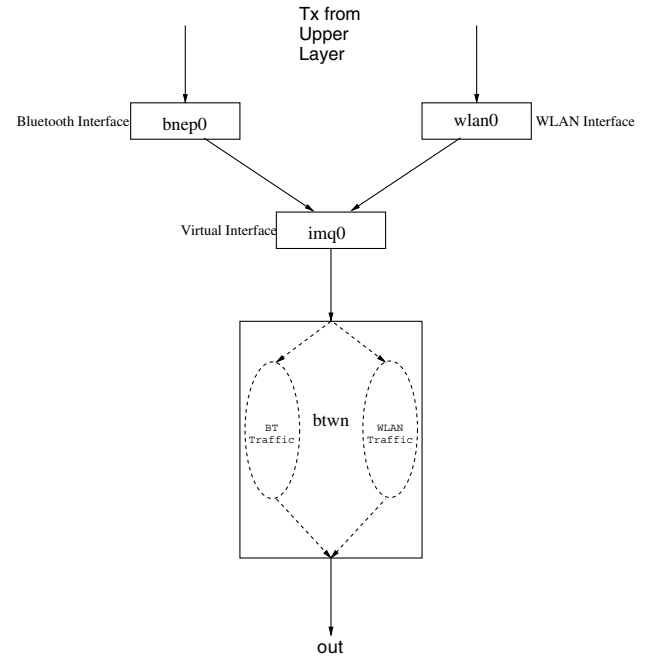 Tx from
Upper
Layer
Bluetooth Interface
bnep0
wlan0
WLAN Interface
Virtual Interface
imq0
BT
Traffic
btwn
WLAN
Traffic
out